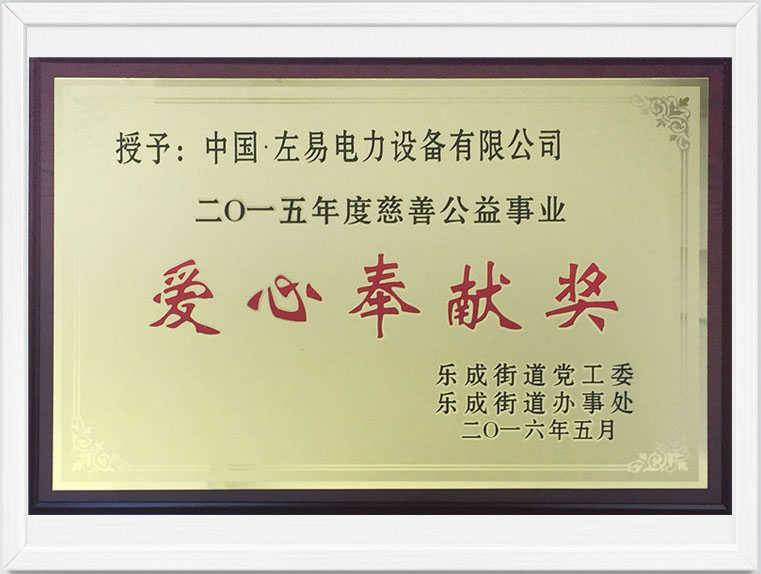 授予：中国·左易电力设备有限公司
二〇一五年度慈善公益事业
爱心奉献奖
乐成街道党工委
乐成街道办事处
二〇一六年五月